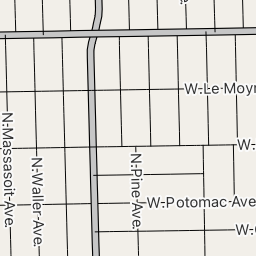 W. Le Moyn
W.
N. Massasoit Ave.
N. Waller Ave.
N. Pine Ave.
W. Potomac Ave
W.